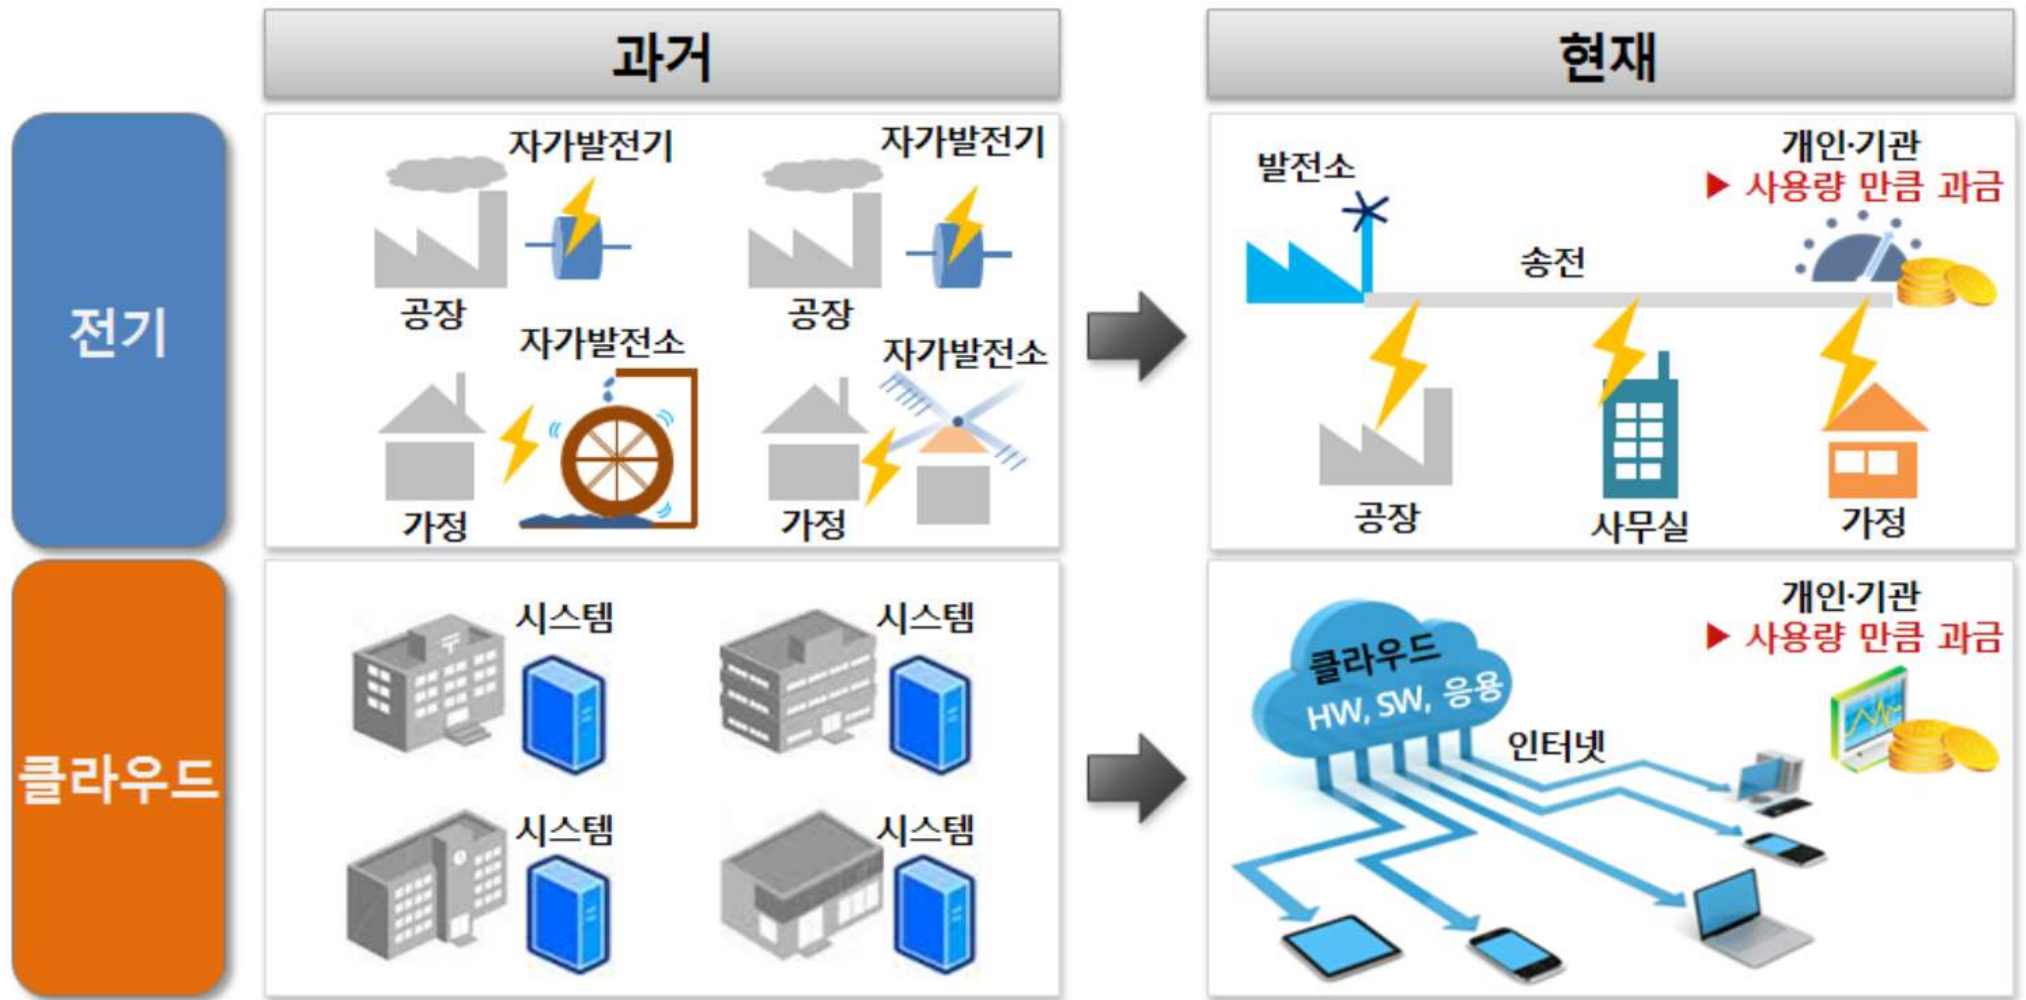 과거
현재
전기
자가발전기
자가발전기
공장
공장
자가발전소
자가발전소
가정
가정
발전소
개인·기관
▶ 사용량 만큼 과금
송전
공장
사무실
가정
클라우드
시스템
시스템
시스템
시스템
클라우드
HW, SW, 응용
인터넷
개인·기관
▶ 사용량 만큼 과금